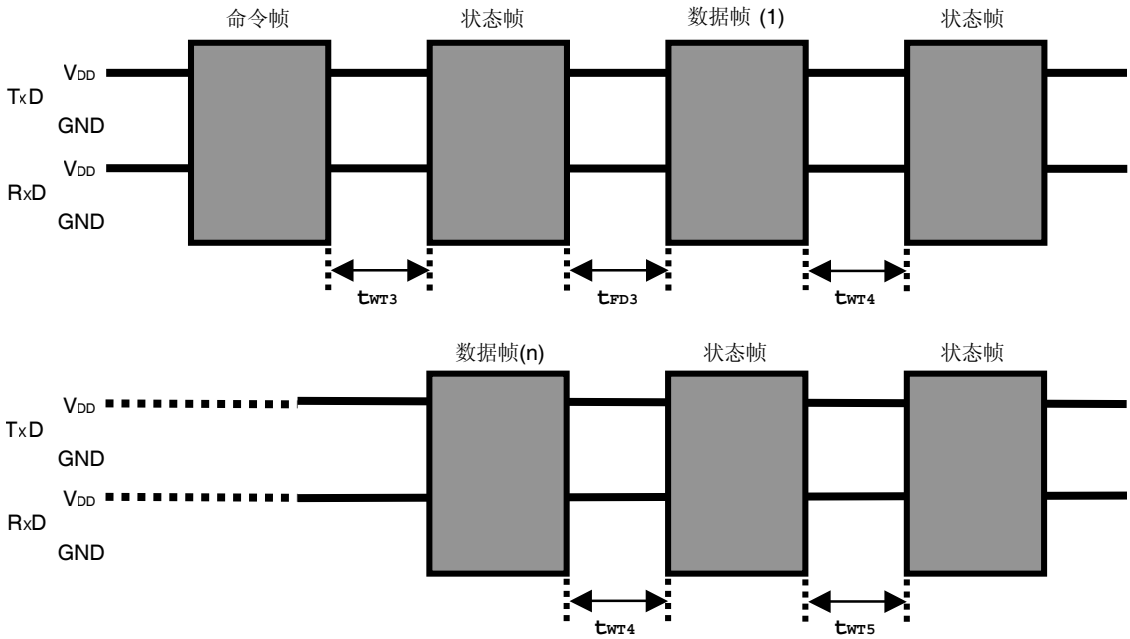 命令帧 状态帧 数据帧 (1) 状态帧
VDD
TxD
GND
VDD
RxD
GND
tWT3 tFD3 tWT4
数据帧(n) 状态帧 状态帧
VDD
TxD
GND
VDD
RxD
GND
tWT4 tWT5